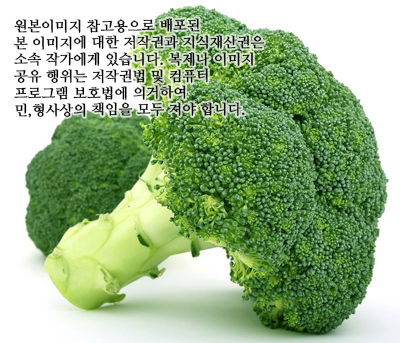 원본이미지 참고용으로 배포된
본 이미지에 대한 저작권과 지식재산권은
소속 작가에게 있습니다. 복제나 이미지
공유 행위는 저작권법 및 컴퓨터
프로그램 보호법에 의거하여
민,형사상의 책임을 모두 져야 합니다.